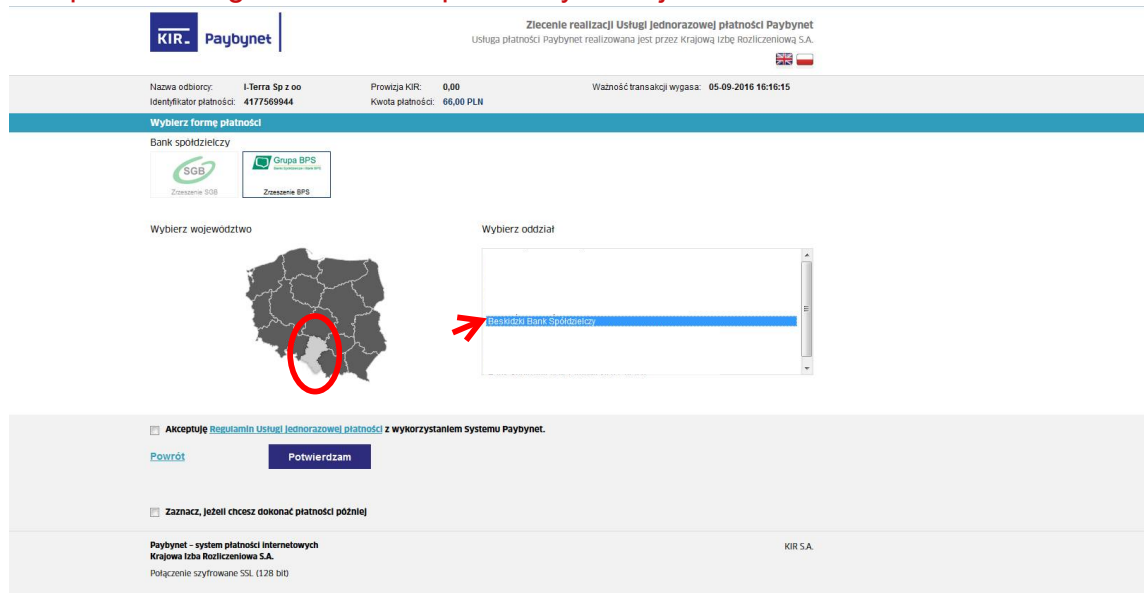 KIR. Paybynet
Zlecenie realizacji Usługi jednorazowej płatności Paybynet
Usługa płatności Paybynet realizowana jest przez Krajową Izbę Rozliczeniową S.A.
Nazwa odbiorcy: I-Terra Sp z oo Prowizja KIR: 0,00 Ważność transakcji wygasa: 05-09-2016 16:16:15
Identyfikator płatności: 4177569944 Kwota płatności: 66,00 PLN
Wybierz formę płatności
Bank spółdzielczy
SGB Grupa BPS
Zrzeszenie SGB Zrzeszenie BPS
Wybierz województwo Wybierz oddział
Beskidzki Bank Spółdzielczy
Akceptuję Regulamin Usługi jednorazowej płatności z wykorzystaniem Systemu Paybynet.
Powrót Potwierdzam
Zaznacz, jeżeli chcesz dokonać płatności później
Paybynet – system płatności internetowych KIR S.A.
Krajowa Izba Rozliczeniowa S.A.
Połączenie szyfrowane SSL (128 bit)